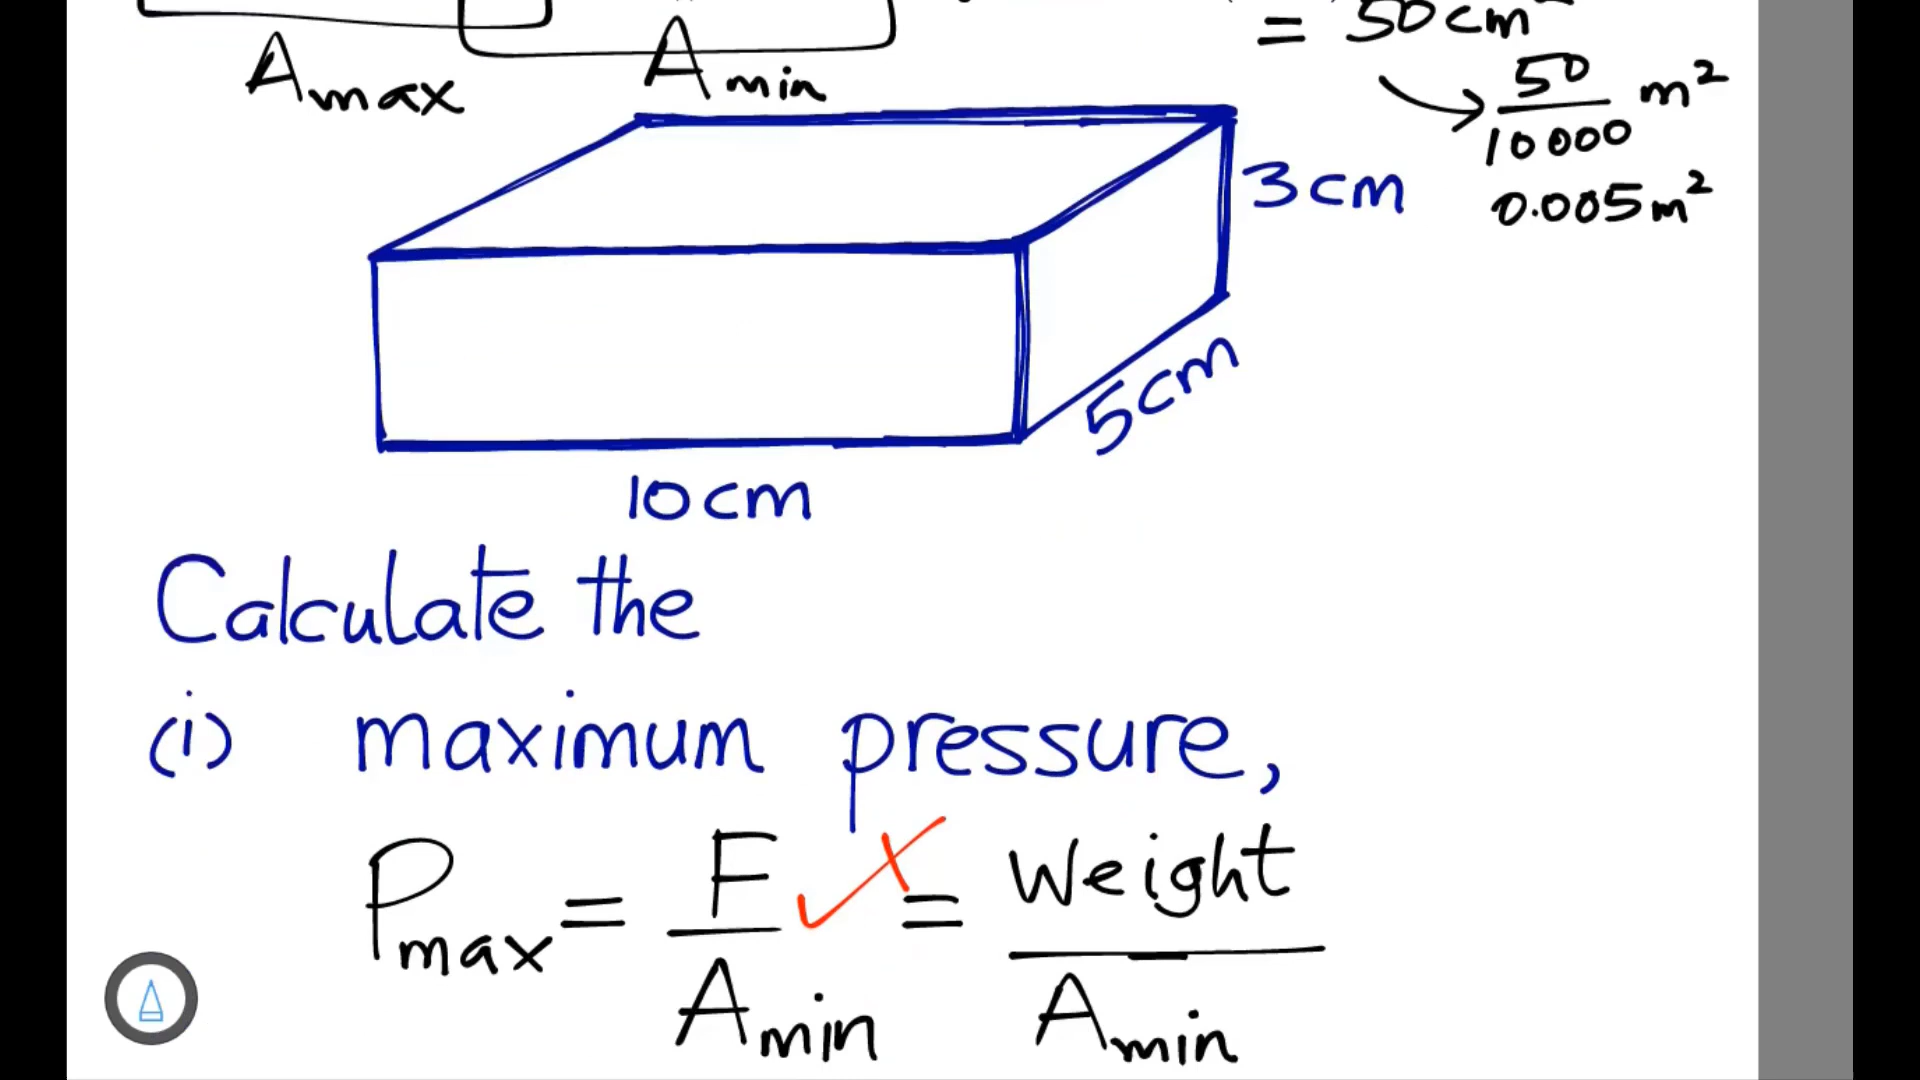 = 50cm²
Amax Amin
50/10000 m²
0.005m²
3cm
5cm
10cm
Calculate the
(i) maximum pressure,
Pmax = F/Amin = Weight/Amin